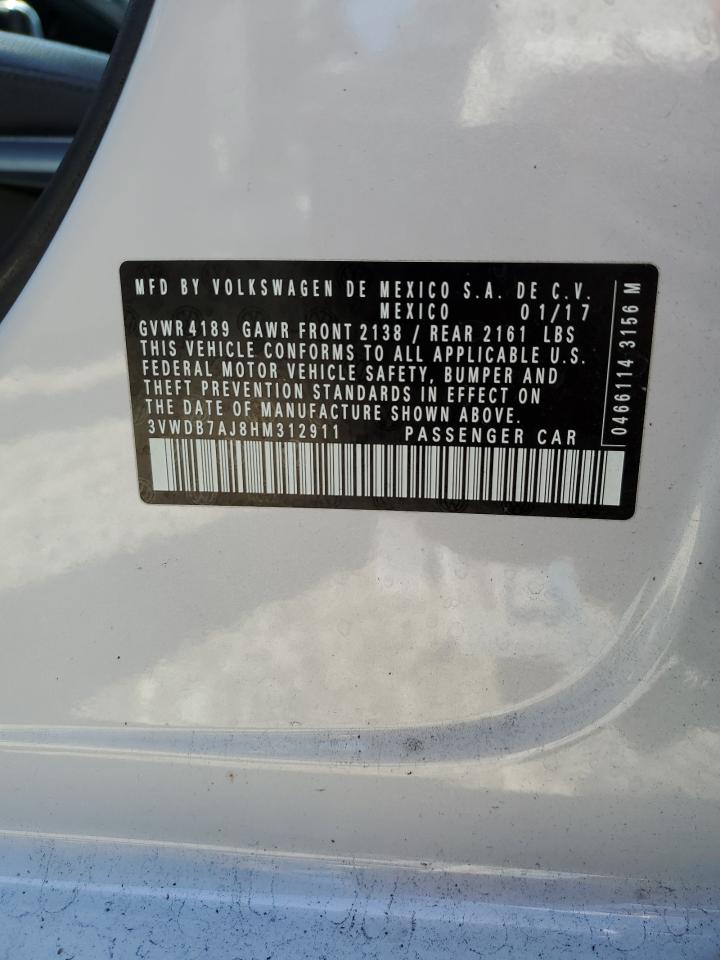 MFD BY VOLKSWAGEN DE MEXICO S.A. DE C.V.
MEXICO 01/17
GVWR 4189 GAWR FRONT 2138 / REAR 2161 LBS
THIS VEHICLE CONFORMS TO ALL APPLICABLE U.S.
FEDERAL MOTOR VEHICLE SAFETY, BUMPER AND
THEFT PREVENTION STANDARDS IN EFFECT ON
THE DATE OF MANUFACTURE SHOWN ABOVE.
3VWDB7AJ8HM312911 PASSENGER CAR
0466114 3156 M